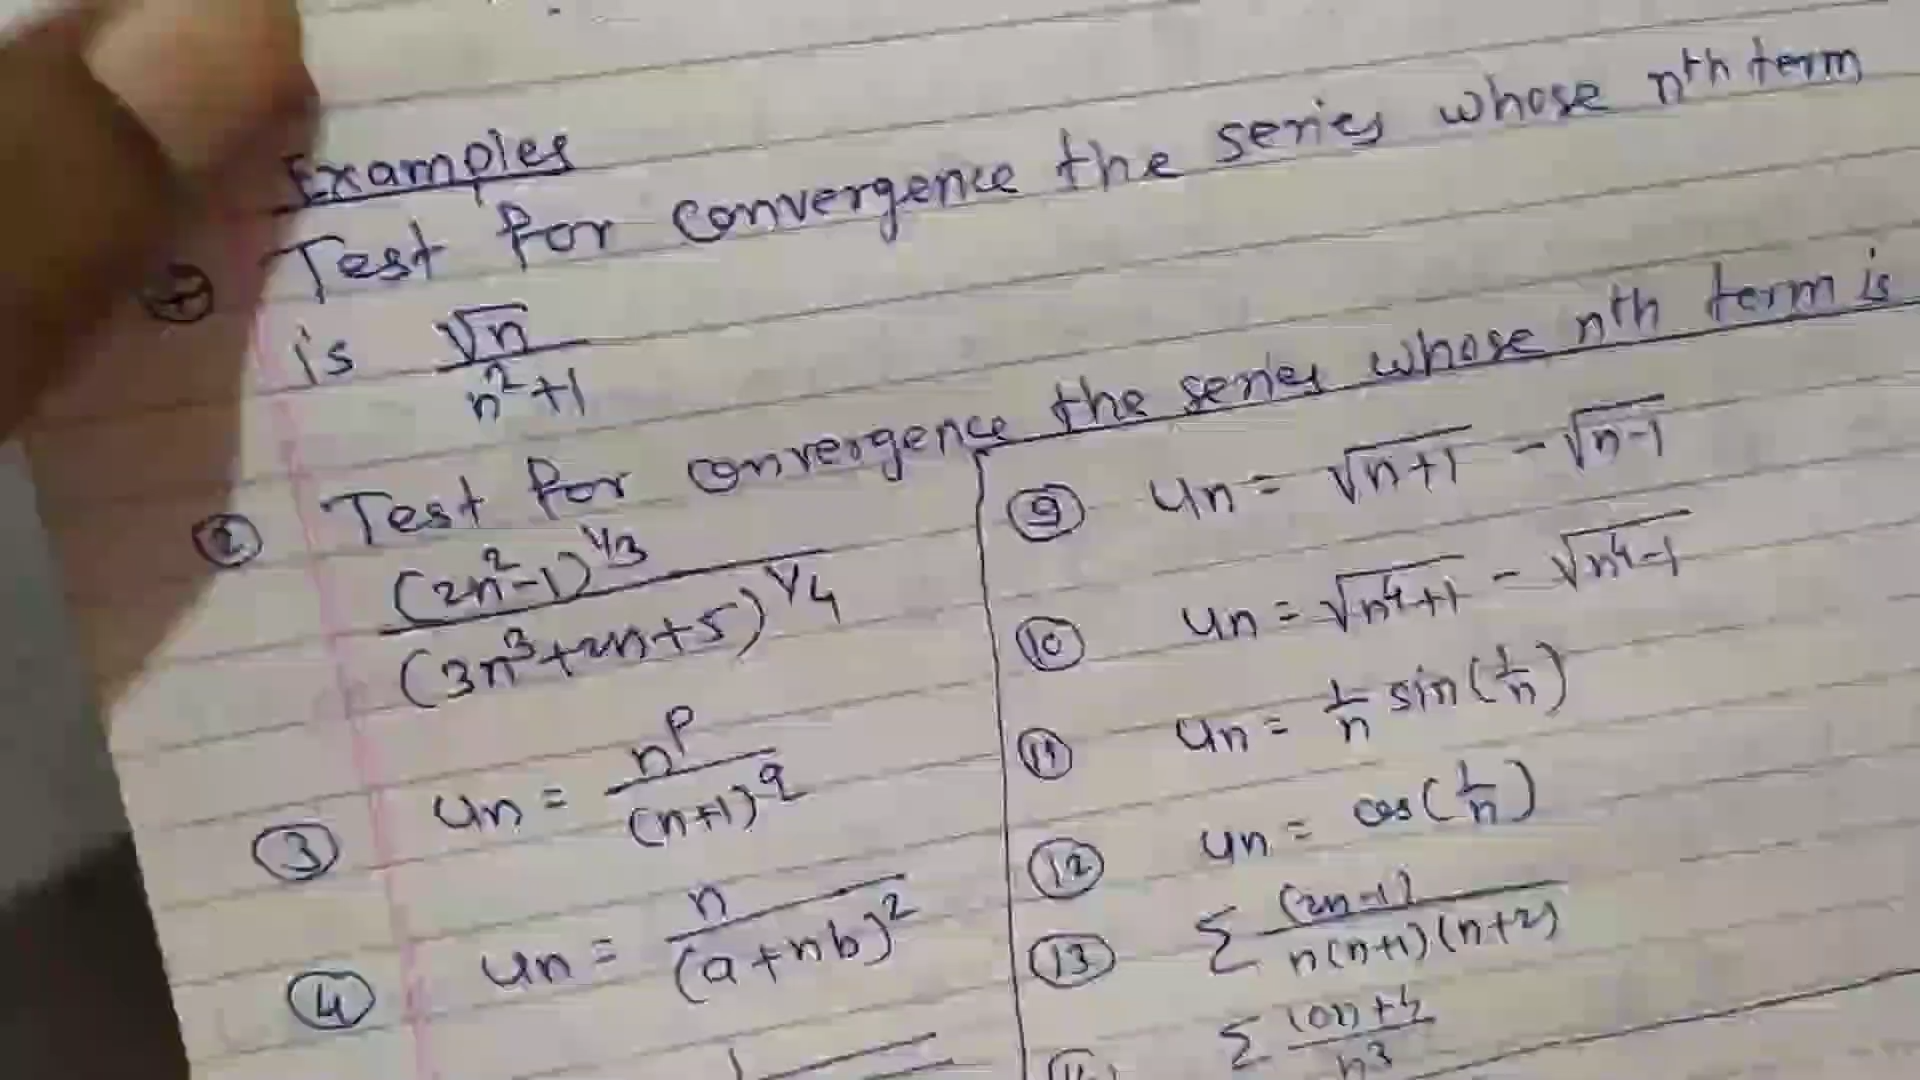 Examples
① Test for convergence the series whose nth term
is √n / n²+1
② Test for convergence the series whose nth term is
(2n²-1)^1/3 / (3n³+2n+5)^1/4
③ un = n^p / (n+1)^q
④ un = n / (a+nb)²
⑨ un = √n+1 - √n-1
⑩ un = √n⁴+1 - √n⁴-1
⑪ un = 1/n sin(1/n)
⑫ un = cos(1/n)
⑬ Σ (2n-1) / n(n+1)(n+2)
Σ 10n+4 / n3